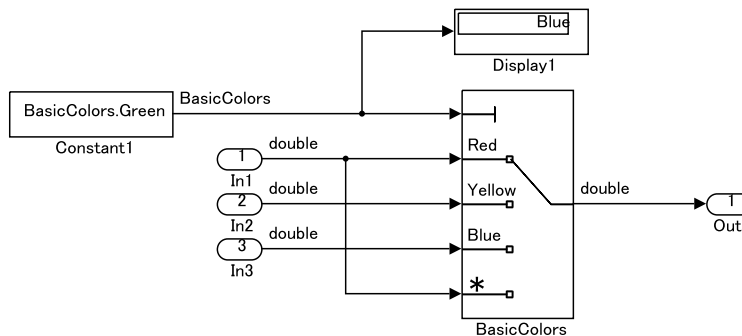 Blue
Display1
BasicColors.Green
BasicColors
Constant1
double
1
In1
Red
double
2
In2
Yellow
double
1
Out
double
3
In3
Blue
*
BasicColors